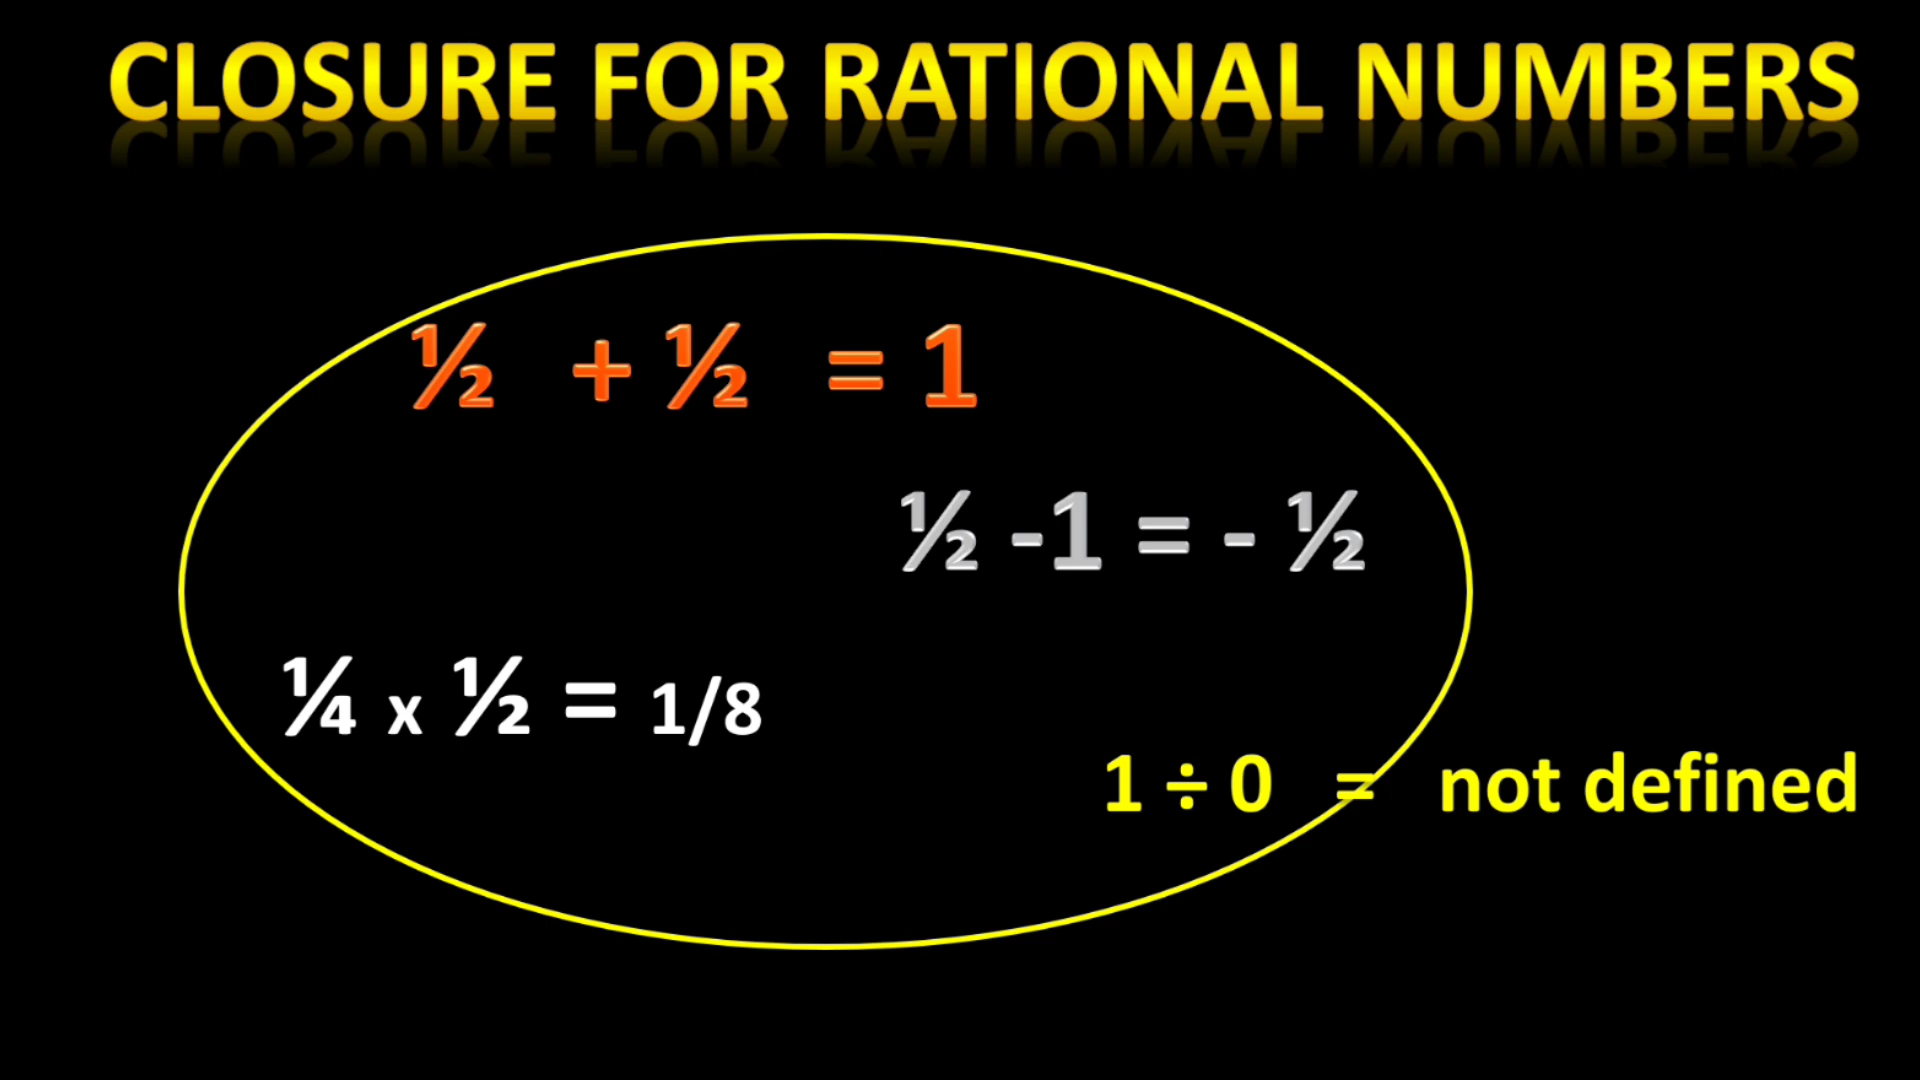 CLOSURE FOR RATIONAL NUMBERS
½ + ½ = 1
½ -1 = - ½
¼ x ½ = 1/8
1 ÷ 0 = not defined